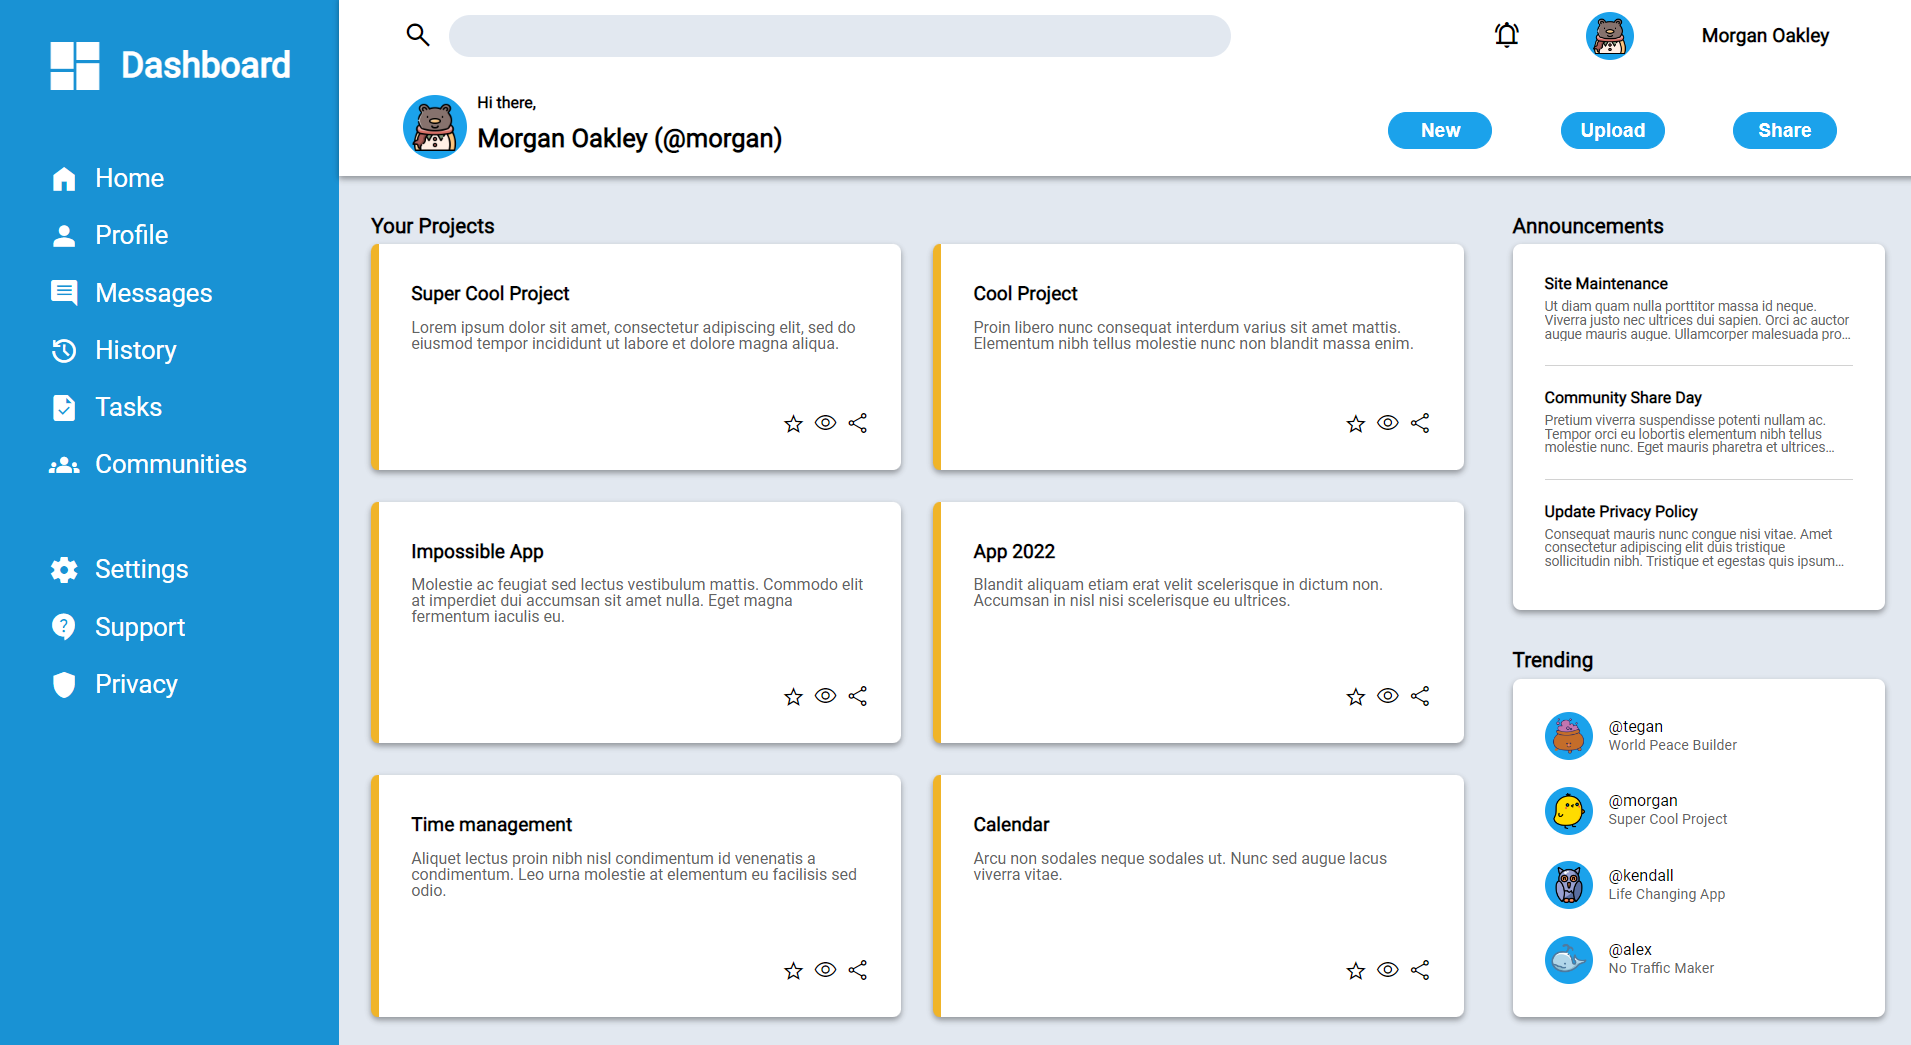 Dashboard
Home
Profile
Messages
History
Tasks
Communities
Settings
Support
Privacy
Morgan Oakley
Hi there,
Morgan Oakley (@morgan)
New
Upload
Share
Your Projects
Super Cool Project
Lorem ipsum dolor sit amet, consectetur adipiscing elit, sed do
eiusmod tempor incididunt ut labore et dolore magna aliqua.
Cool Project
Proin libero nunc consequat interdum varius sit amet mattis.
Elementum nibh tellus molestie nunc non blandit massa enim.
Impossible App
Molestie ac feugiat sed lectus vestibulum mattis. Commodo elit
at imperdiet dui accumsan sit amet nulla. Eget magna
fermentum iaculis eu.
App 2022
Blandit aliquam etiam erat velit scelerisque in dictum non.
Accumsan in nisl nisi scelerisque eu ultrices.
Time management
Aliquet lectus proin nibh nisl condimentum id venenatis a
condimentum. Leo urna molestie at elementum eu facilisis sed
odio.
Calendar
Arcu non sodales neque sodales ut. Nunc sed augue lacus
viverra vitae.
Announcements
Site Maintenance
Ut diam quam nulla porttitor massa id neque.
Viverra justo nec ultrices dui sapien. Orci ac auctor
augue mauris augue. Ullamcorper malesuada pro...
Community Share Day
Pretium viverra suspendisse potenti nullam ac.
Tempor orci eu lobortis elementum nibh tellus
molestie nunc. Eget mauris pharetra et ultrices...
Update Privacy Policy
Consequat mauris nunc congue nisi vitae. Amet
consectetur adipiscing elit duis tristique
sollicitudin nibh. Tristique et egestas quis ipsum...
Trending
@tegan
World Peace Builder
@morgan
Super Cool Project
@kendall
Life Changing App
@alex
No Traffic Maker